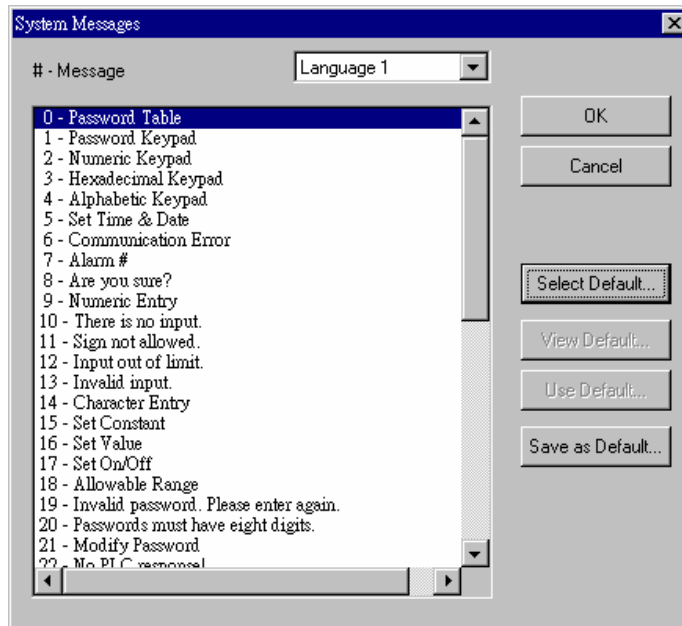 System Messages
# - Message
Language 1
0 - Password Table
1 - Password Keypad
2 - Numeric Keypad
3 - Hexadecimal Keypad
4 - Alphabetic Keypad
5 - Set Time & Date
6 - Communication Error
7 - Alarm #
8 - Are you sure?
9 - Numeric Entry
10 - There is no input.
11 - Sign not allowed.
12 - Input out of limit.
13 - Invalid input.
14 - Character Entry
15 - Set Constant
16 - Set Value
17 - Set On/Off
18 - Allowable Range
19 - Invalid password. Please enter again.
20 - Passwords must have eight digits.
21 - Modify Password
22 - No PLC response!
OK
Cancel
Select Default...
View Default...
Use Default...
Save as Default...